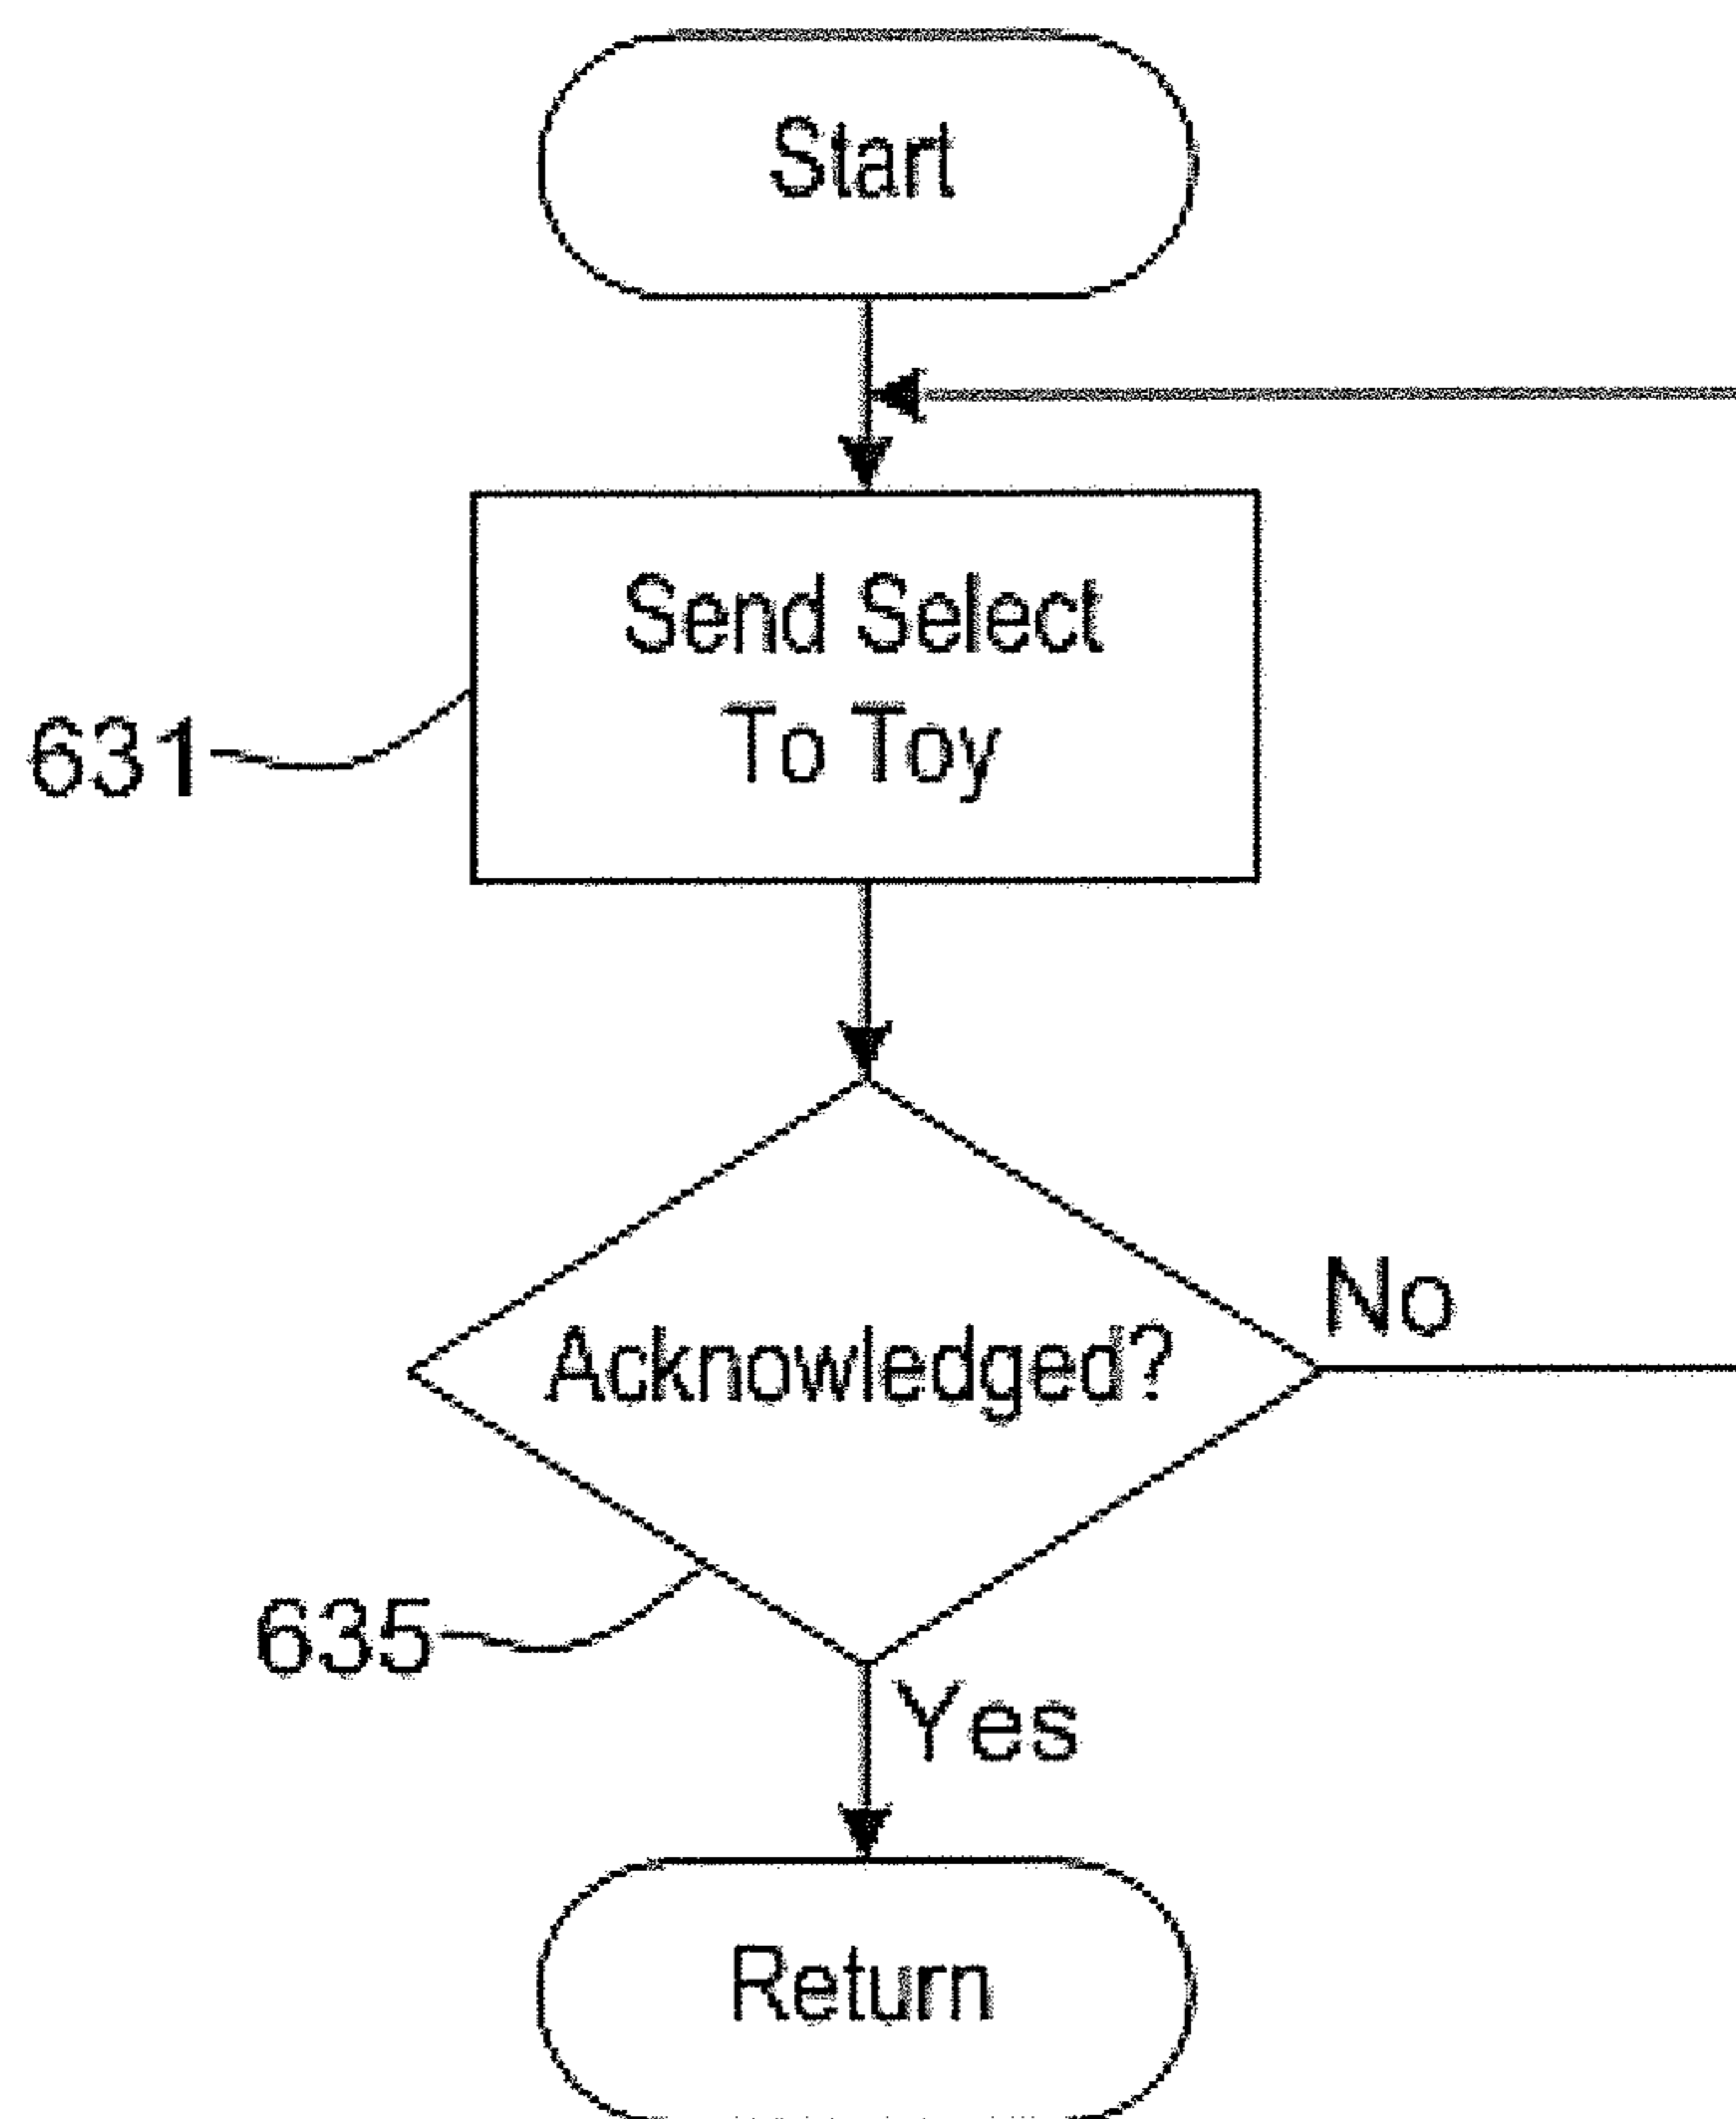 Start
Send Select
To Toy
631
Acknowledged?
No
635
Yes
Return